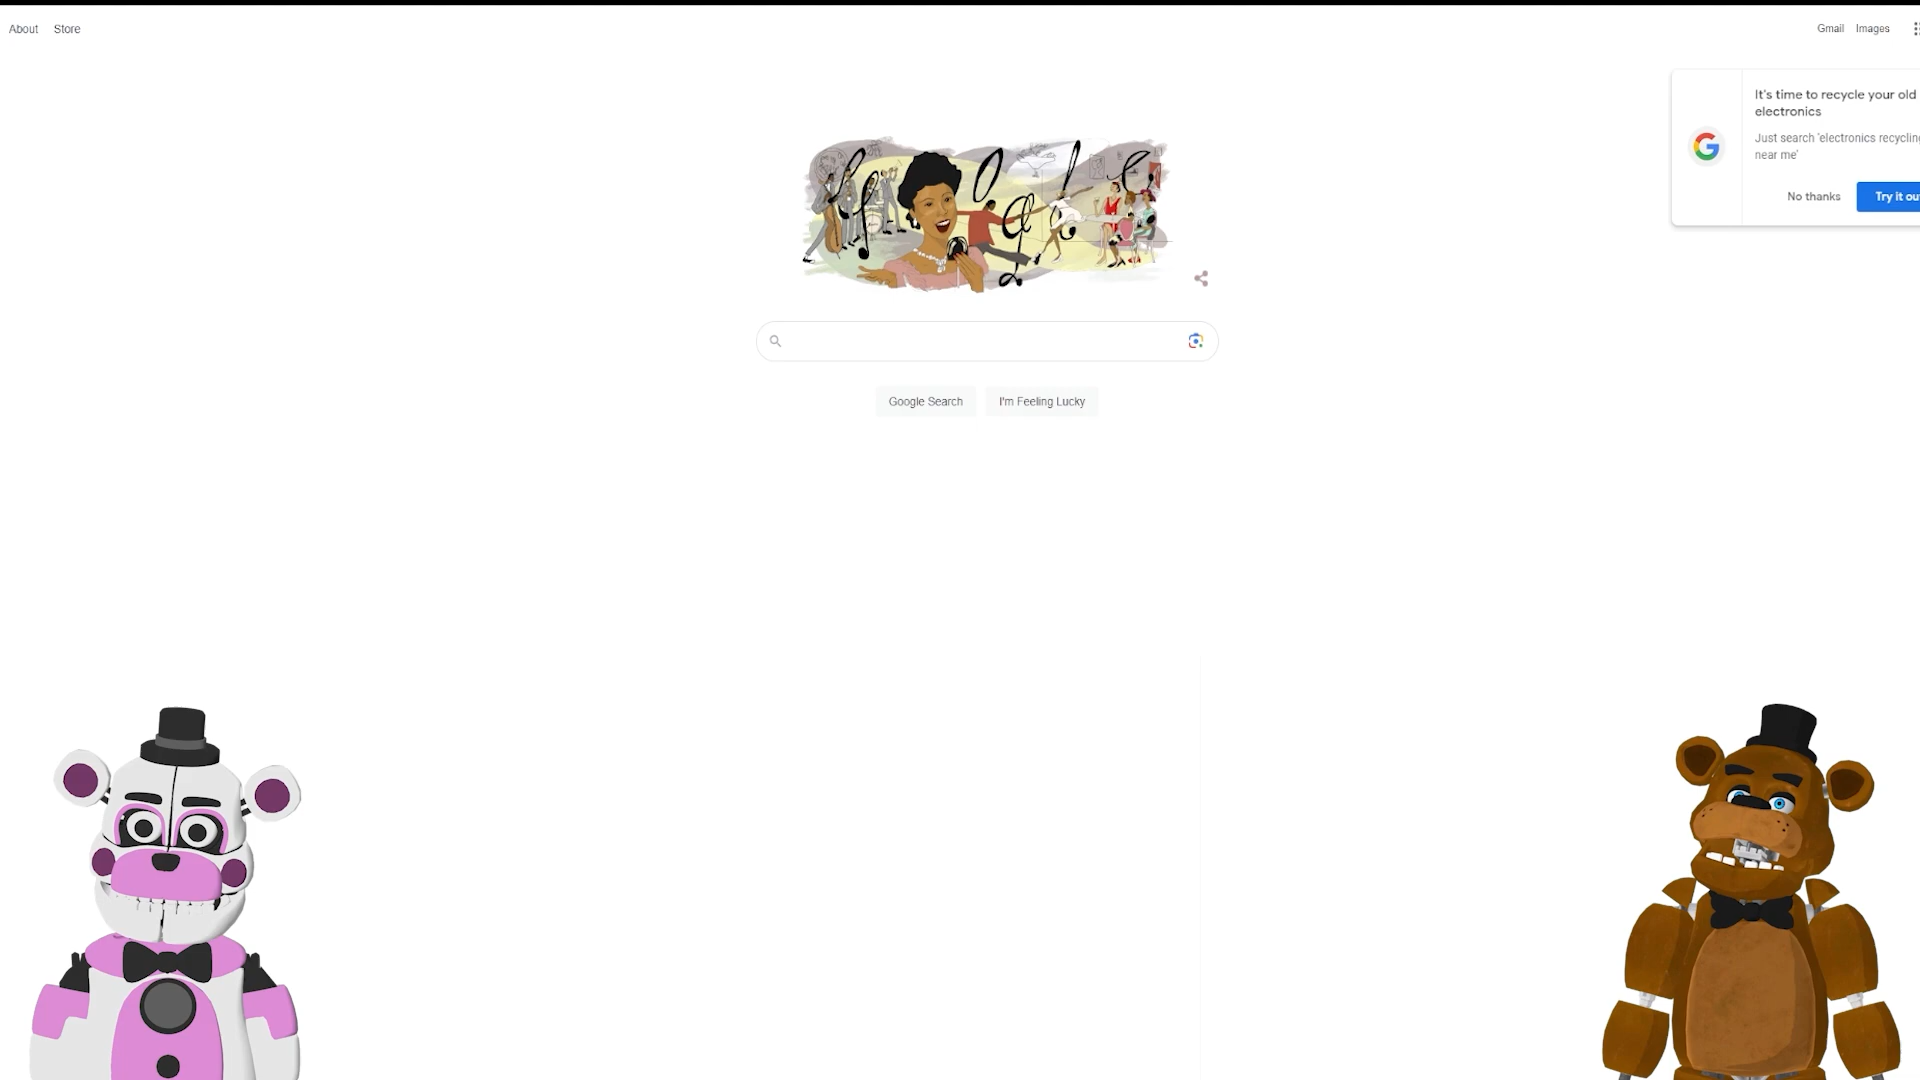 About Store
Gmail Images
It's time to recycle your old
electronics
Just search 'electronics recycling
near me'
No thanks
Try it ou
Google Search
I'm Feeling Lucky